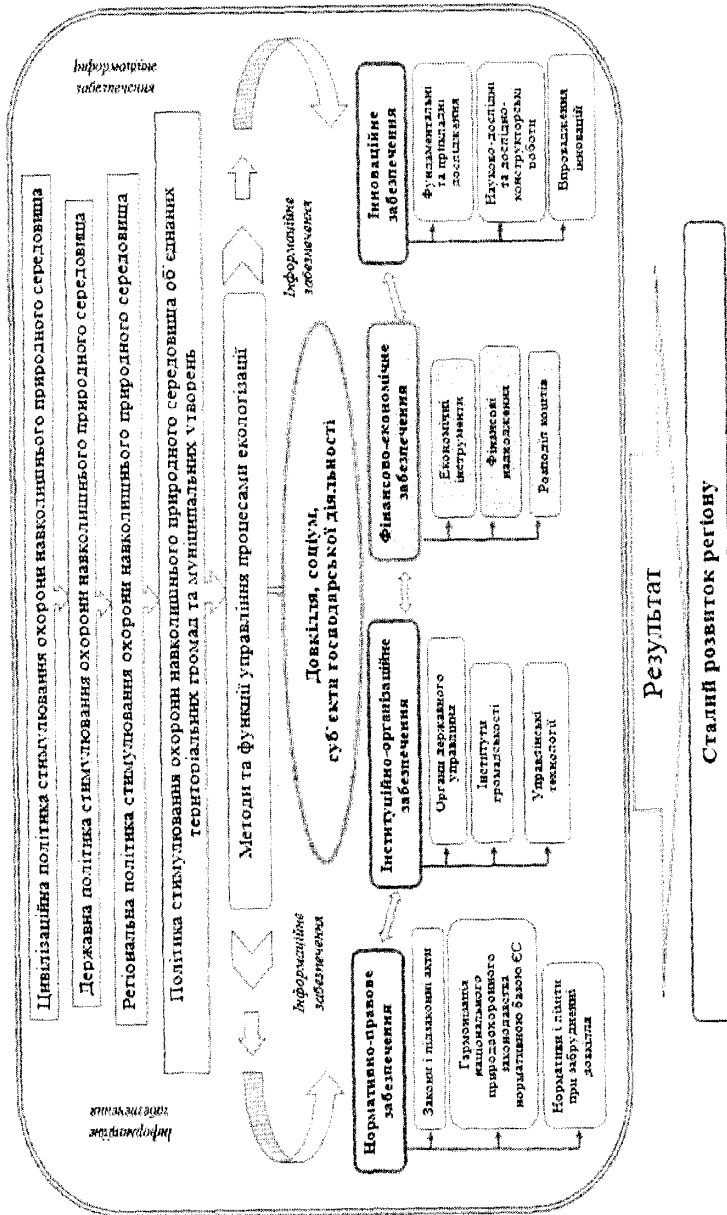 Цивілізаційна політика стимулювання охорони навколишнього природного середовища
Державна політика стимулювання охорони навколишнього природного середовища
Регіональна політика стимулювання охорони навколишнього природного середовища
Політика стимулювання охорони навколишнього природного середовища об`єднаних
територіальних громад та муніципальних утворень
Методи та функції управління процесами екологізації
Інформаційне
забезпечення
Інформаційне
забезпечення
Інформаційне
забезпечення
Інформаційне
забезпечення
Довкілля, соціум,
суб`єкти господарської діяльності
Нормативно-правове
забезпечення
Закони і підзаконні акти
Гармонізація
національного
природоохоронного
законодавства
нормативною базою ЄС
Нормативи і ліміти
при забрудненні
довкілля
Інституційно-організаційне
забезпечення
Органи державного
управління
Інститути
громадськості
Управлінські
технології
Фінансово-економічне
забезпечення
Економічні
інструменти
Фінансові
надходження
Розподіл коштів
Інноваційне
забезпечення
Фундаментальні
та прикладні
дослідження
Науково-дослідні
та дослідно-
конструкторські
роботи
Впровадження
інновацій
Результат
Сталий розвиток регіону